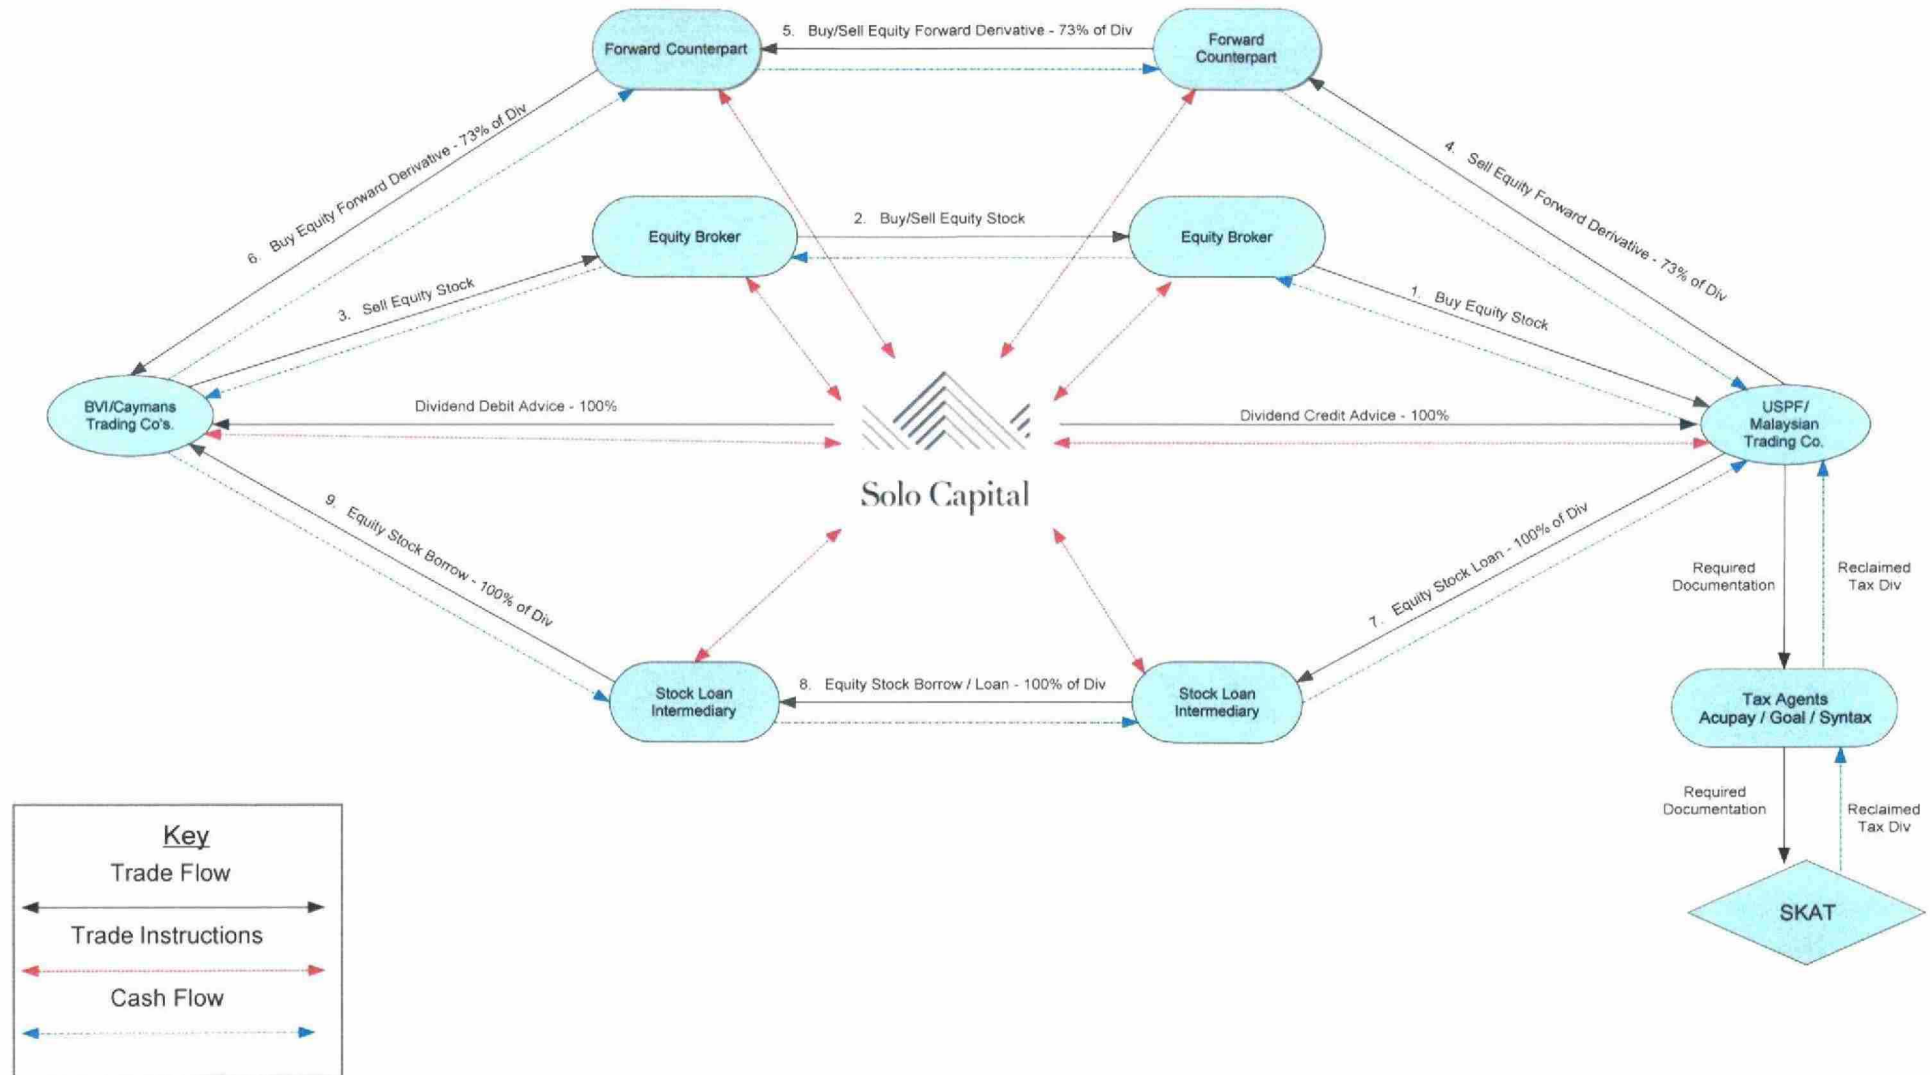 5. Buy/Sell Equity Forward Derivative - 73% of Div
Forward Counterpart
Forward
Counterpart
6. Buy Equity Forward Derivative - 73% of Div
4. Sell Equity Forward Derivative - 73% of Div
2. Buy/Sell Equity Stock
Equity Broker
Equity Broker
3. Sell Equity Stock
1. Buy Equity Stock
BVI/Caymans
Trading Co's.
Dividend Debit Advice - 100%
Dividend Credit Advice - 100%
USPF/
Malaysian
Trading Co.
Solo Capital
9. Equity Stock Borrow - 100% of Div
7. Equity Stock Loan - 100% of Div
8. Equity Stock Borrow / Loan - 100% of Div
Stock Loan
Intermediary
Stock Loan
Intermediary
Required
Documentation
Reclaimed
Tax Div
Tax Agents
Acupay / Goal / Syntax
Required
Documentation
Reclaimed
Tax Div
SKAT
Key
Trade Flow
Trade Instructions
Cash Flow